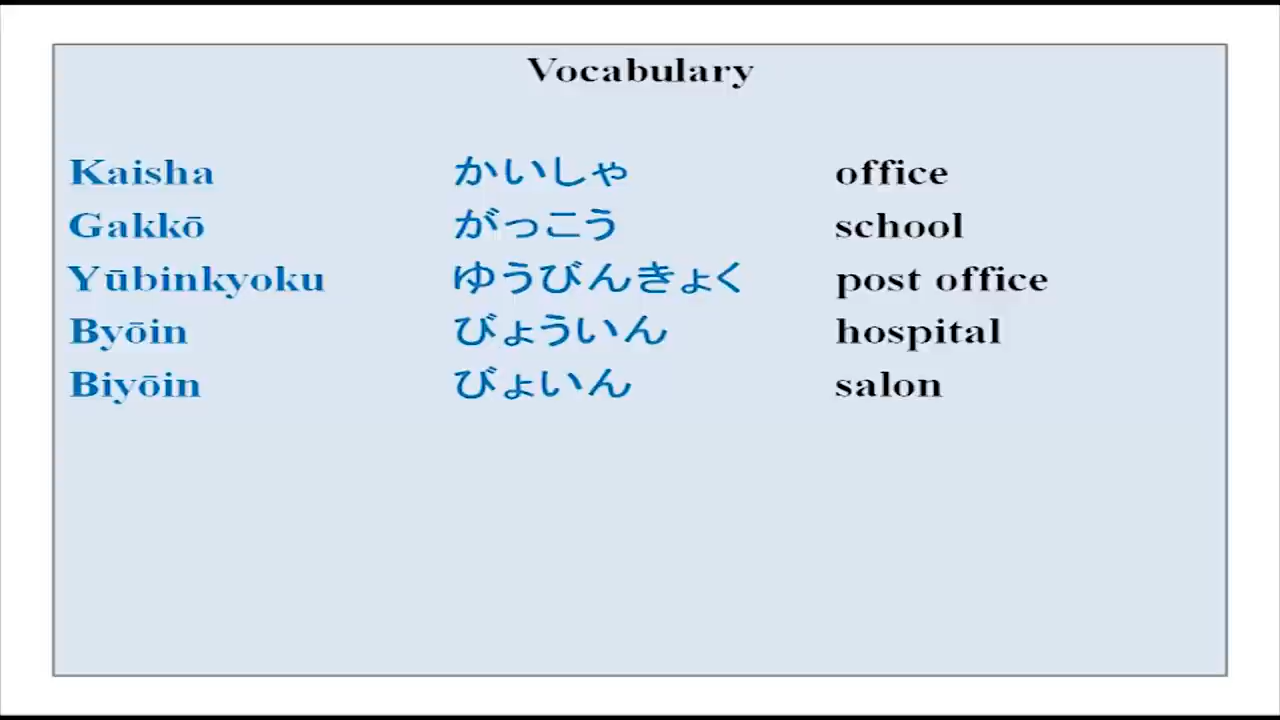 Vocabulary
Kaisha かいしゃ office
Gakkō がっこう school
Yūbinkyoku ゆうびんきょく post office
Byōin びょういん hospital
Biyōin びょいん salon